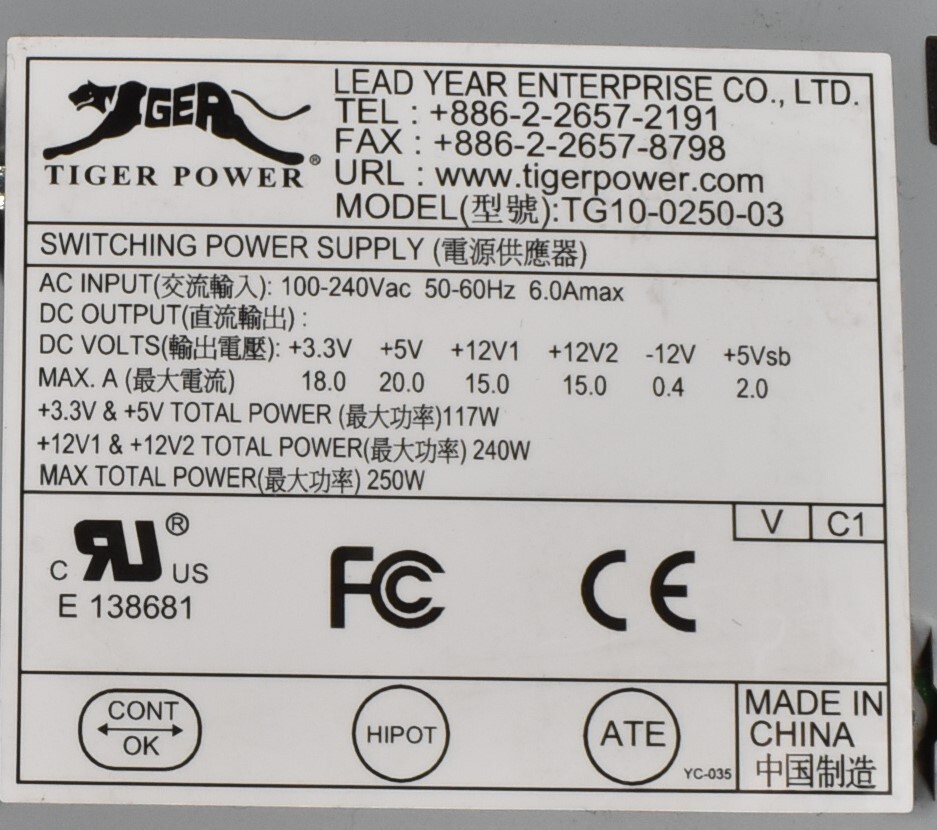 TIGER
TIGER POWER®
LEAD YEAR ENTERPRISE CO., LTD.
TEL : +886-2-2657-2191
FAX : +886-2-2657-8798
URL : www.tigerpower.com
MODEL(型號):TG10-0250-03
SWITCHING POWER SUPPLY (電源供應器)
AC INPUT(交流輸入): 100-240Vac 50-60Hz 6.0Amax
DC OUTPUT(直流輸出) :
DC VOLTS(輸出電壓): +3.3V +5V +12V1 +12V2 -12V +5Vsb
MAX. A (最大電流) 18.0 20.0 15.0 15.0 0.4 2.0
+3.3V & +5V TOTAL POWER (最大功率)117W
+12V1 & +12V2 TOTAL POWER(最大功率) 240W
MAX TOTAL POWER(最大功率) 250W
V C1
C RU® US
E 138681
FC
CE
CONT
OK
HIPOT
ATE
YC-035
MADE IN
CHINA
中国制造